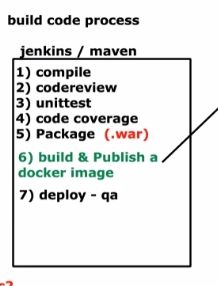 build code process
jenkins / maven
1) compile
2) codereview
3) unittest
4) code coverage
5) Package (.war)
6) build & Publish a
docker image
7) deploy - qa